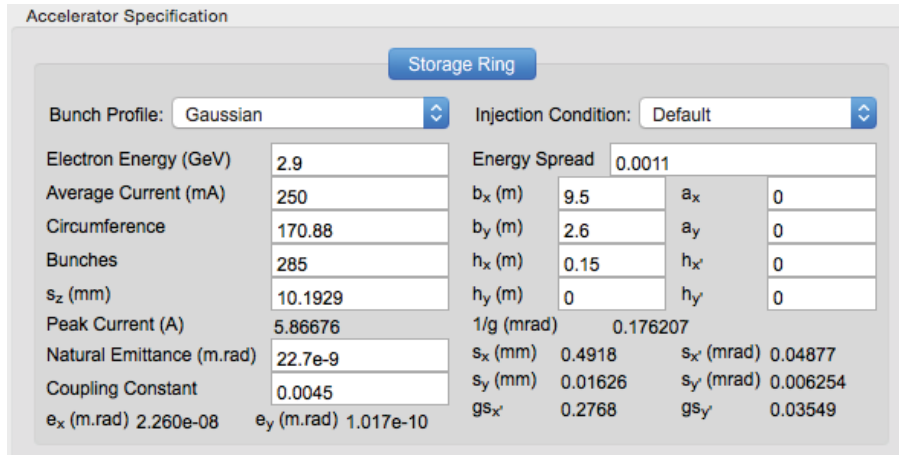 Accelerator Specification
Storage Ring
Bunch Profile: Gaussian Injection Condition: Default
Electron Energy (GeV) 2.9 Energy Spread 0.0011
Average Current (mA) 250 bx (m) 9.5 ax 0
Circumference 170.88 by (m) 2.6 ay 0
Bunches 285 hx (m) 0.15 hx' 0
sz (mm) 10.1929 hy (m) 0 hy' 0
Peak Current (A) 5.86676 1/g (mrad) 0.176207
Natural Emittance (m.rad) 22.7e-9 sx (mm) 0.4918 sx' (mrad) 0.04877
Coupling Constant 0.0045 sy (mm) 0.01626 sy' (mrad) 0.006254
ex (m.rad) 2.260e-08 ey (m.rad) 1.017e-10 gsx' 0.2768 gsy' 0.03549